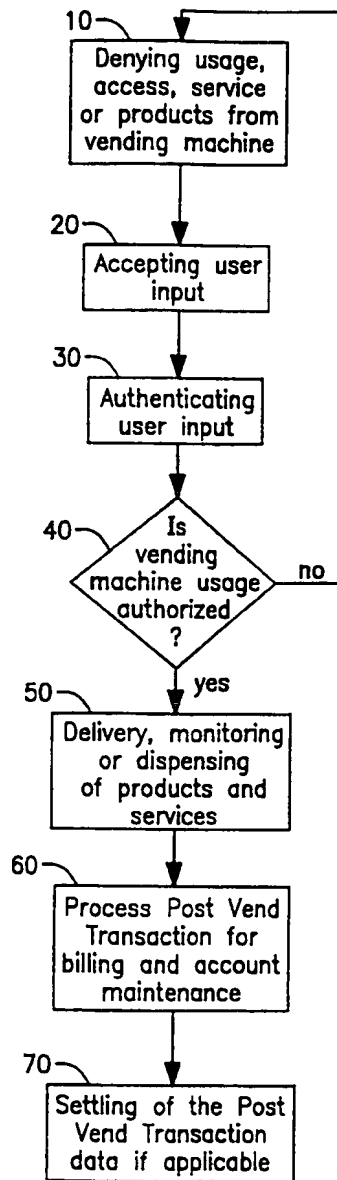 10
Denying usage,
access, service
or products from
vending machine
20
Accepting user
input
30
Authenticating
user input
40
Is
vending
machine usage
authorized
?
no
yes
50
Delivery, monitoring
or dispensing
of products and
services
60
Process Post Vend
Transaction for
billing and account
maintenance
70
Settling of the Post
Vend Transaction
data if applicable